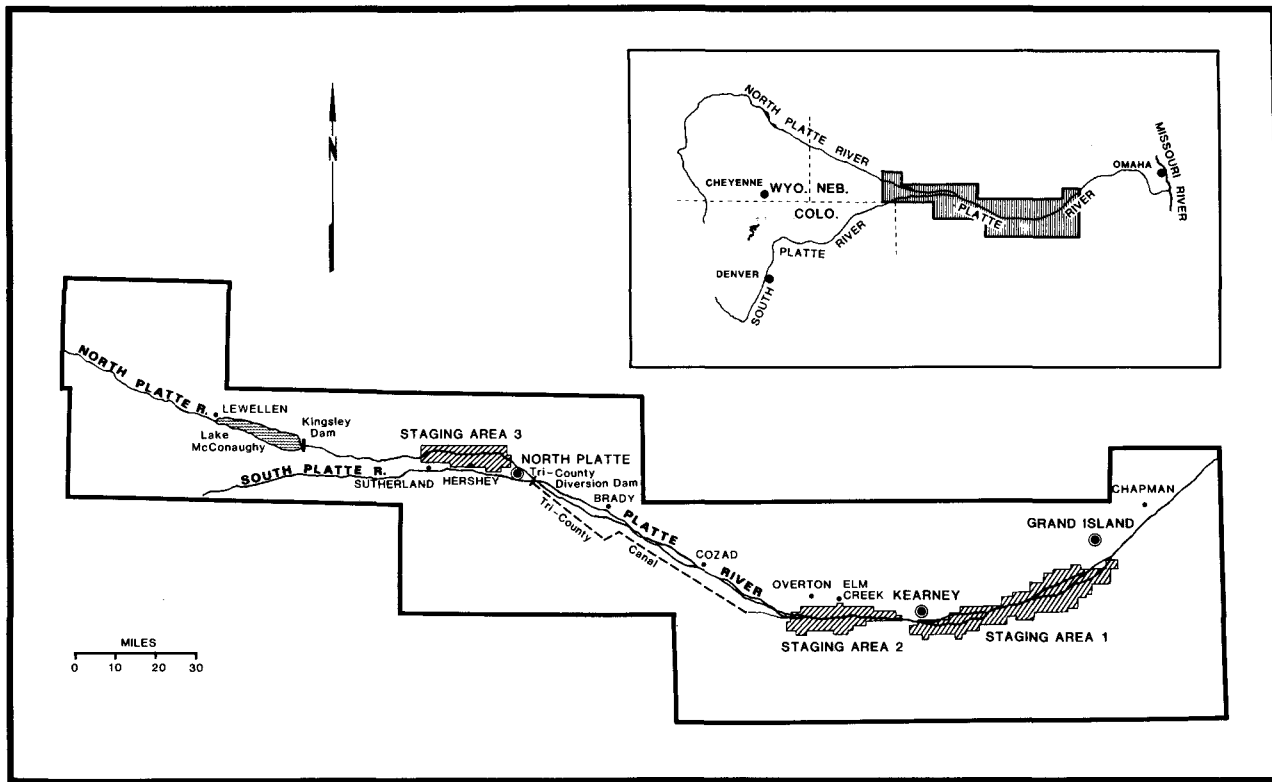 N
NORTH PLATTE RIVER
CHEYENNE
WYO. NEB.
COLO.
OMAHA
MISSOURI RIVER
PLATTE RIVER
DENVER
SOUTH PLATTE RIVER
NORTH PLATTE R.
LEWELLEN
Lake
McConaughy
Kingsley
Dam
STAGING AREA 3
SOUTH PLATTE R.
SUTHERLAND
HERSHEY
NORTH PLATTE
Tri-County
Diversion Dam
BRADY
PLATTE RIVER
Tri-County Canal
COZAD
OVERTON
ELM
CREEK
KEARNEY
STAGING AREA 2
STAGING AREA 1
GRAND ISLAND
CHAPMAN
MILES
0 10 20 30